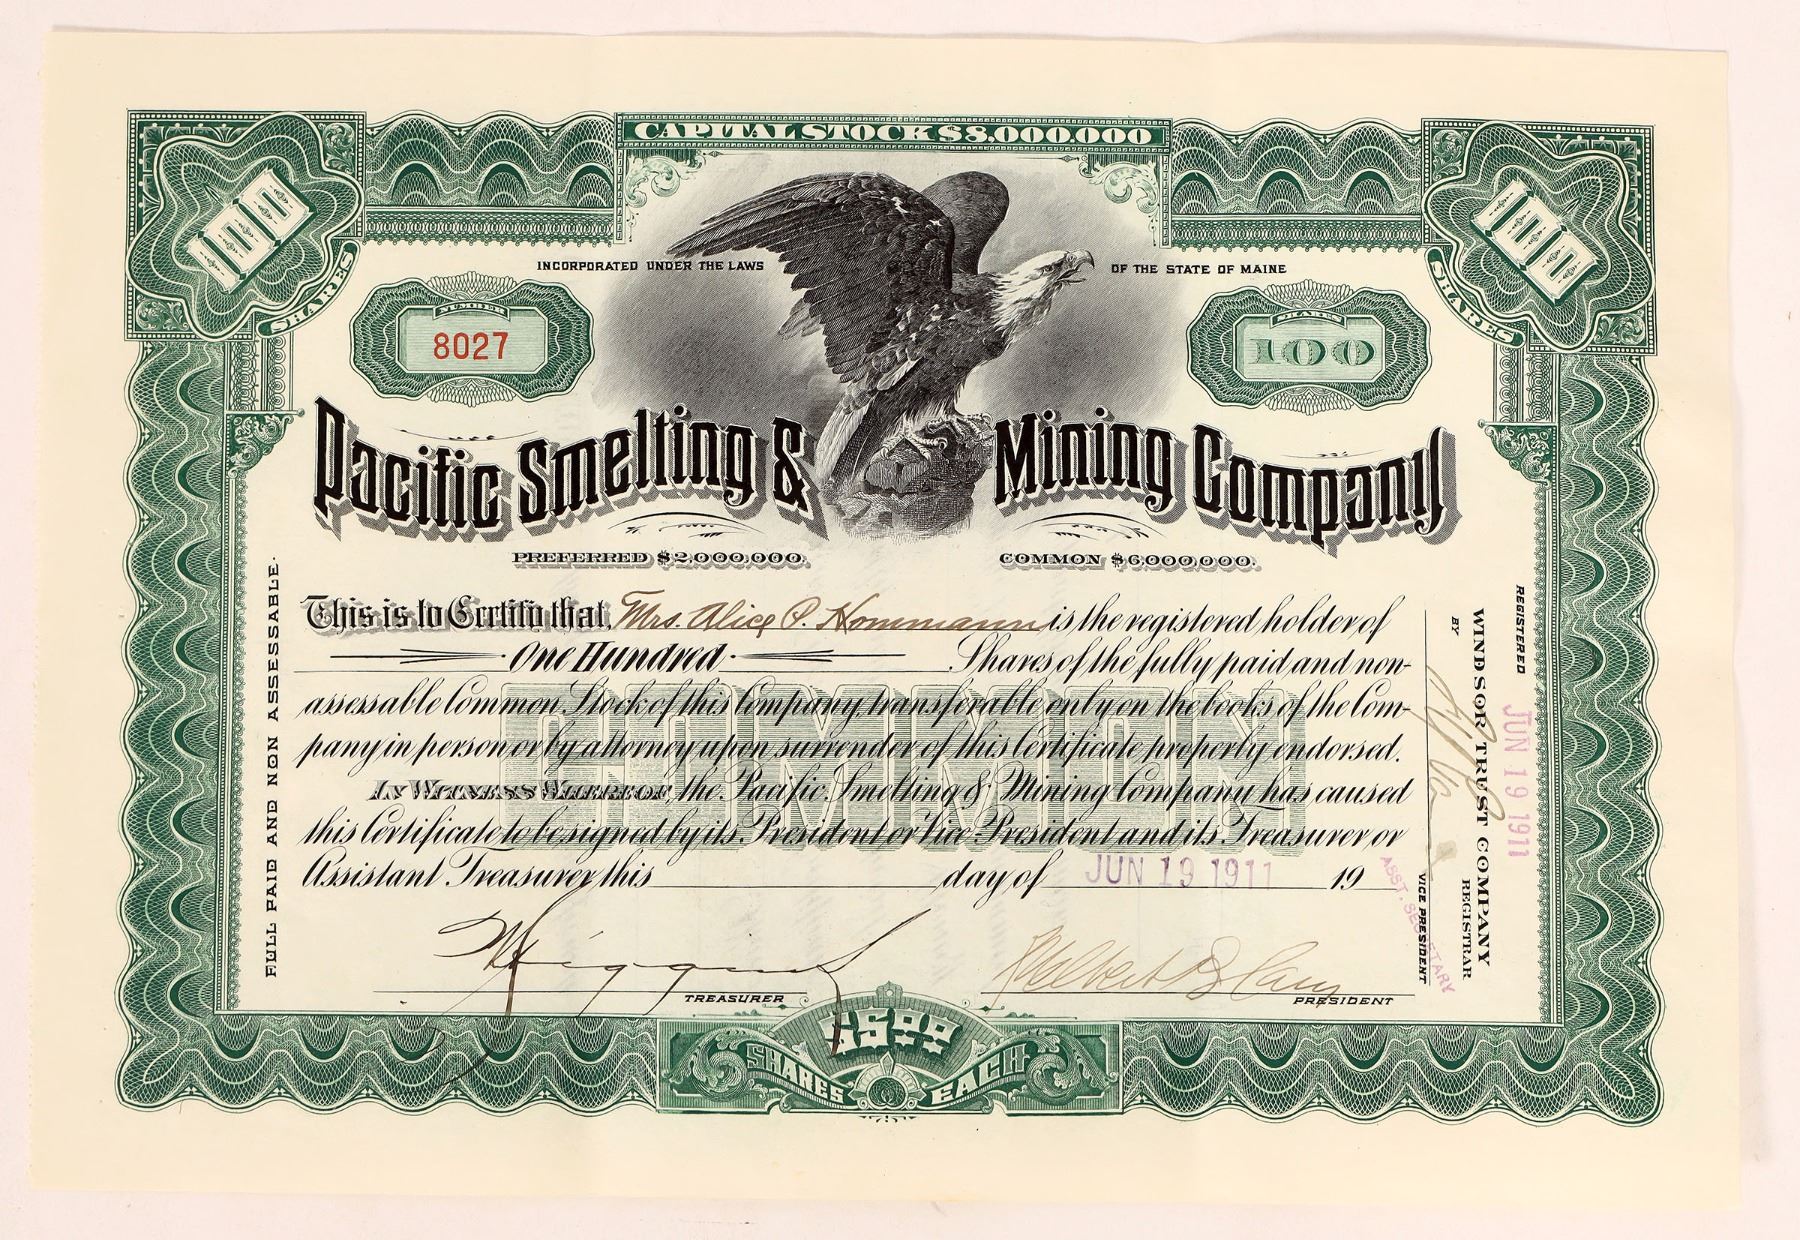 CAPITAL STOCK $8,000,000
100
SHARES
100
SHARES
INCORPORATED UNDER THE LAWS OF THE STATE OF MAINE
NUMBER
8027
SHARES
100
Pacific Smelting & Mining Company
PREFERRED $2,000,000. COMMON $6,000,000.
This is to Certify that Mrs. Alice P. Hommann is the registered holder of
One Hundred Shares of the fully paid and non-
assessable Common Stock of this Company, transferable only on the books of the Com-
pany in person or by attorney upon surrender of this Certificate properly endorsed.
IN WITNESS WHEREOF, the Pacific Smelting & Mining Company has caused
this Certificate to be signed by its President or Vice-President and its Treasurer or
Assistant Treasurer this day of JUN 19 1911 19
COMMON
TREASURER
PRESIDENT
VICE PRESIDENT
ASST. SECRETARY
$5.00
SHARES EACH
FULL PAID AND NON ASSESSABLE.
REGISTERED JUN 19 1911
WINDSOR TRUST COMPANY
REGISTRAR
BY